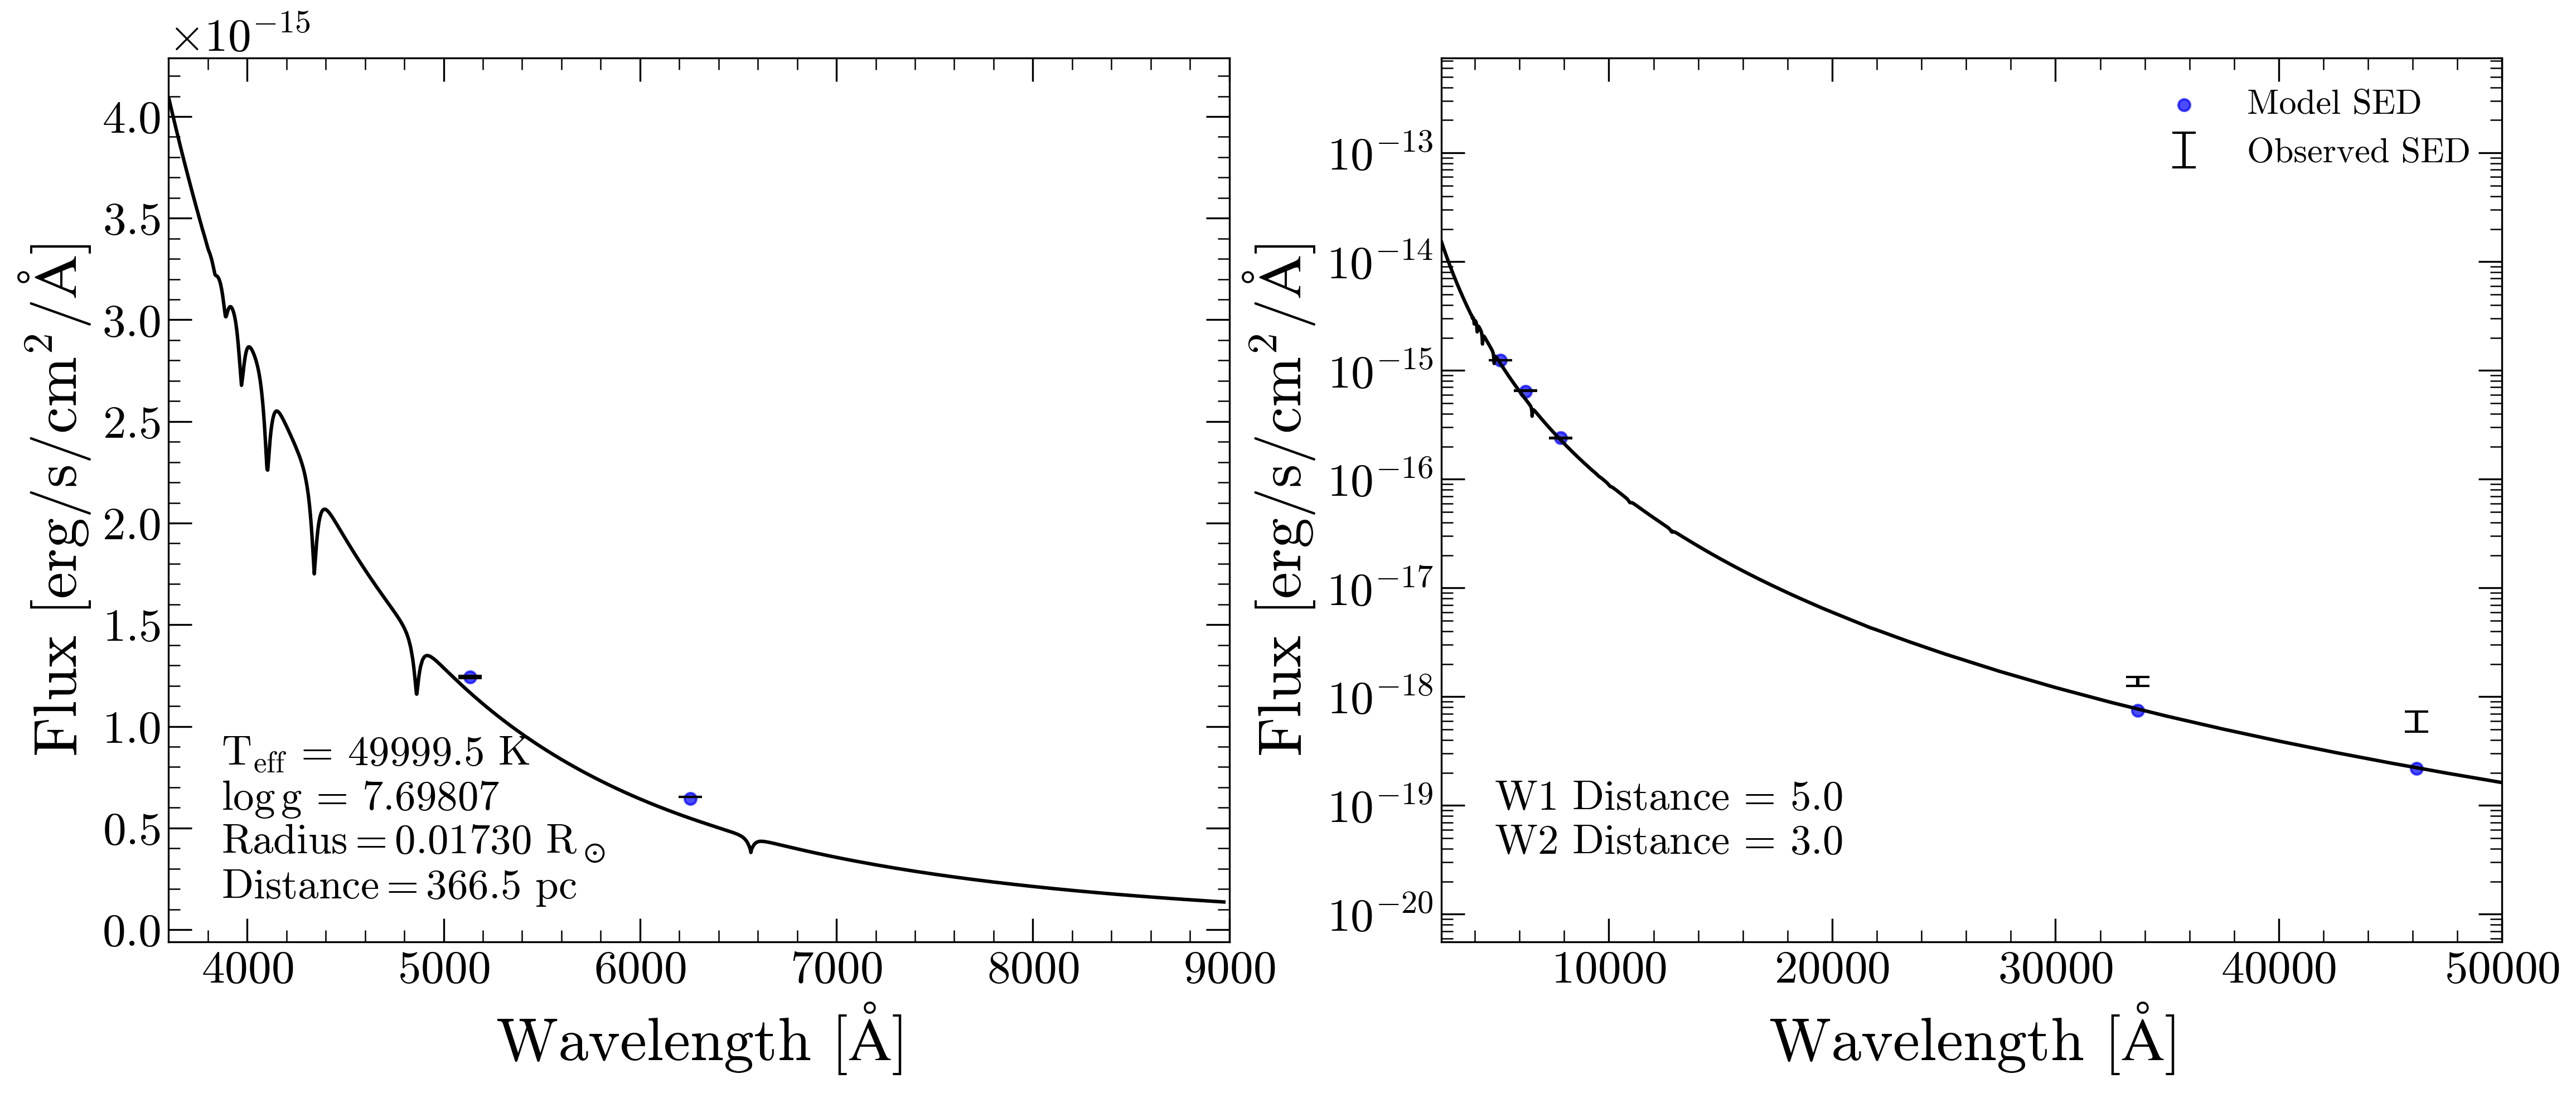 ×10⁻¹⁵
4.0
3.5
3.0
2.5
2.0
1.5
1.0
0.5
0.0
Flux [erg/s/cm²/Å]
T_eff = 49999.5 K
log g = 7.69807
Radius = 0.01730 R_⊙
Distance = 366.5 pc
4000 5000 6000 7000 8000 9000
Wavelength [Å]
10⁻¹³
10⁻¹⁴
10⁻¹⁵
10⁻¹⁶
10⁻¹⁷
10⁻¹⁸
10⁻¹⁹
10⁻²⁰
Flux [erg/s/cm²/Å]
Model SED
Observed SED
W1 Distance = 5.0
W2 Distance = 3.0
10000 20000 30000 40000 50000
Wavelength [Å]